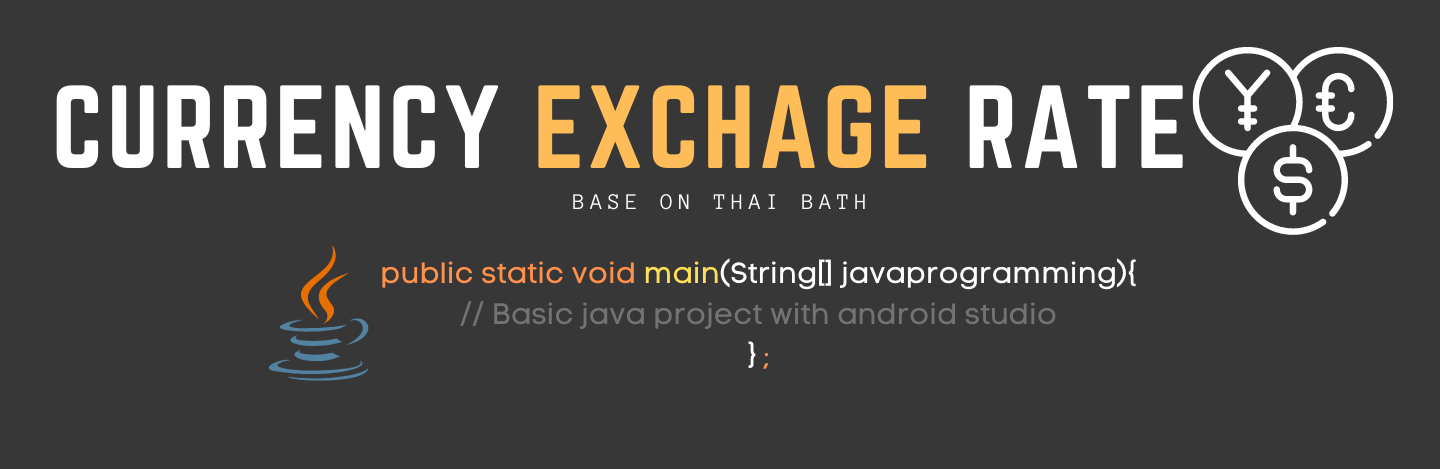 CURRENCY EXCHAGE RATE
BASE ON THAI BATH
public static void main(String[] javaprogramming){
// Basic java project with android studio
} ;